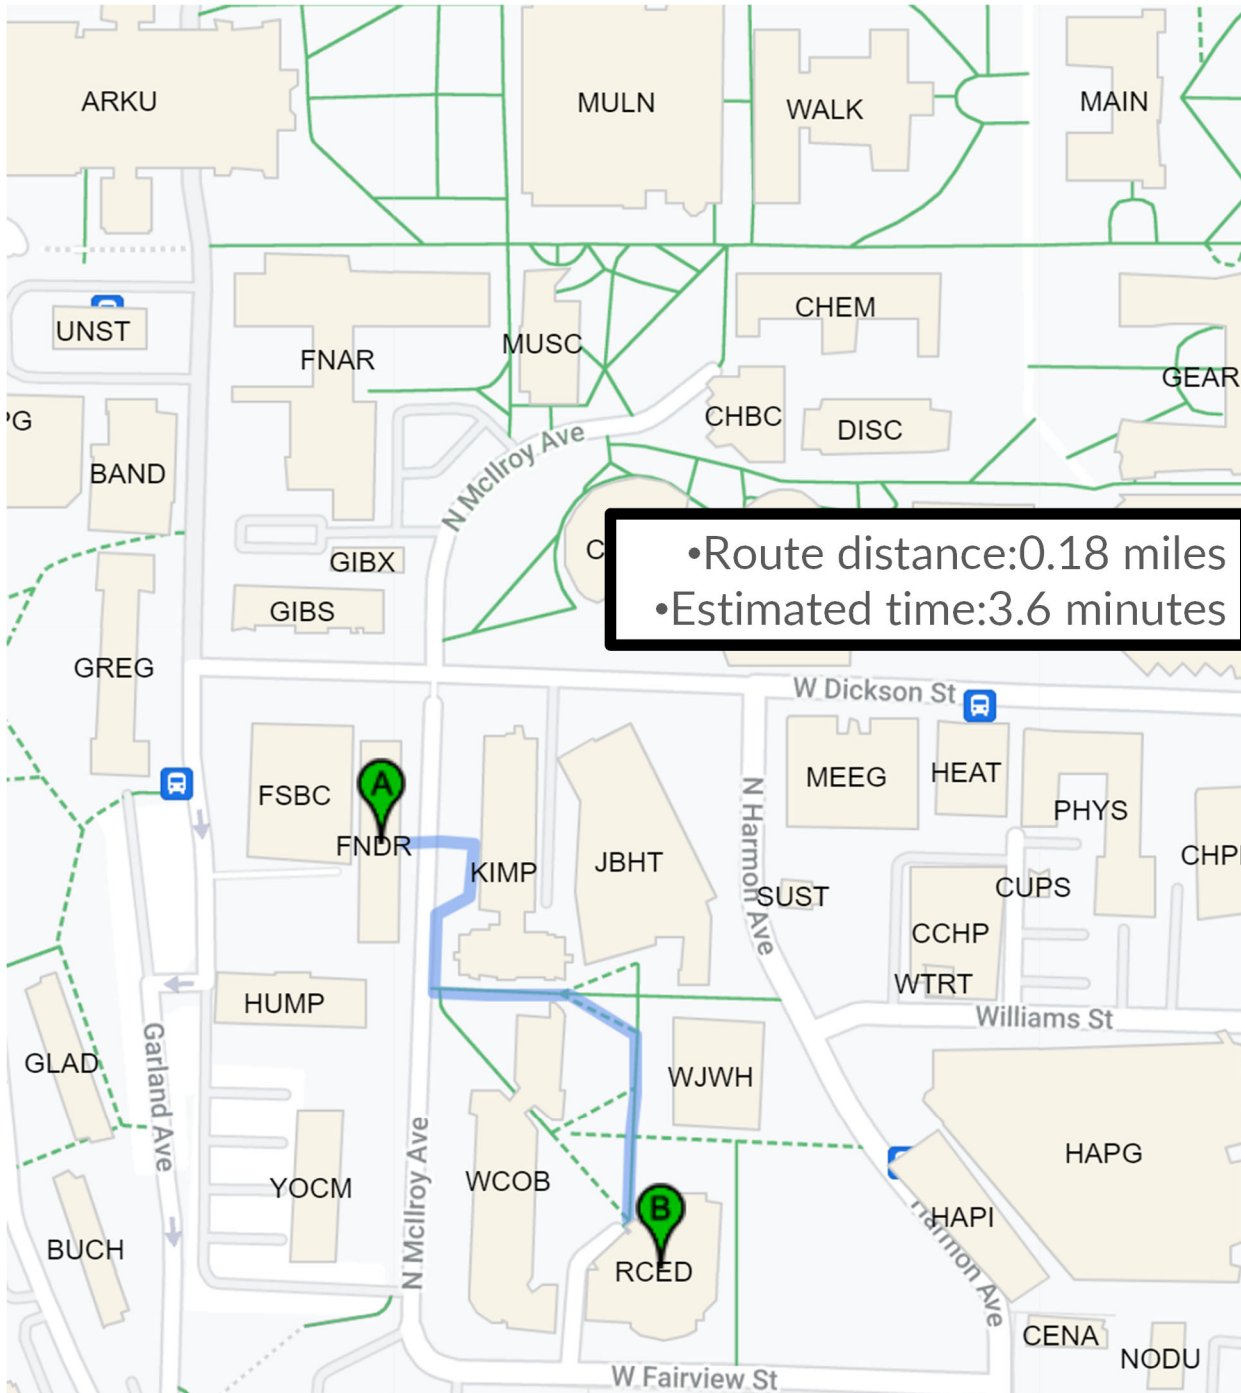 ARKU
MULN
WALK
MAIN
UNST
FNAR
MUSC
CHEM
GEAR
PG
BAND
CHBC
DISC
N McIlroy Ave
C
•Route distance:0.18 miles
•Estimated time:3.6 minutes
GIBX
GIBS
GREG
W Dickson St
FSBC
A
FNDR
KIMP
JBHT
N Harmon Ave
MEEG
HEAT
PHYS
SUST
CUPS
CHP
CCHP
WTRT
Williams St
HUMP
GLAD
Garland Ave
WJWH
HAPG
YOCM
N McIlroy Ave
WCOB
B
RCED
HAPI
Harmon Ave
BUCH
CENA
NODU
W Fairview St